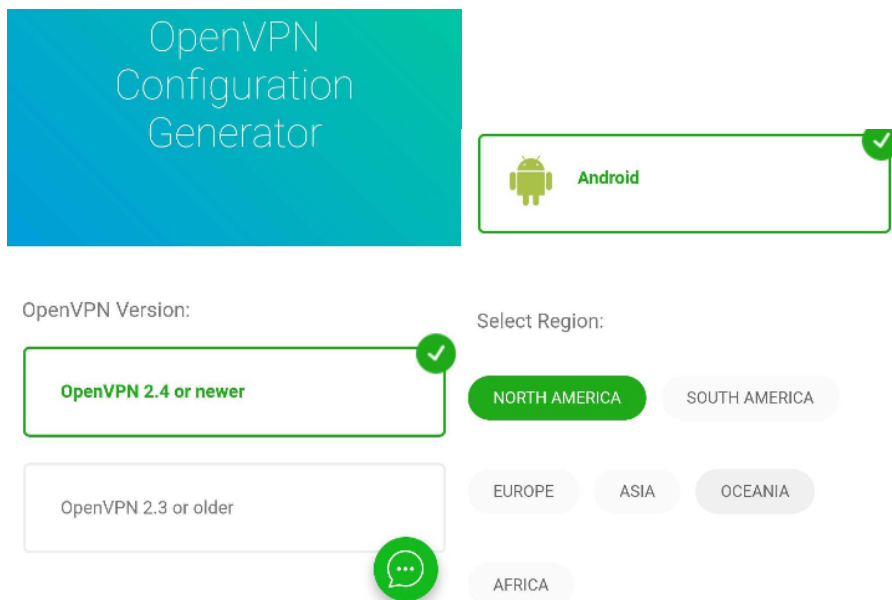 OpenVPN
Configuration
Generator
Android
OpenVPN Version:
OpenVPN 2.4 or newer
OpenVPN 2.3 or older
Select Region:
NORTH AMERICA
SOUTH AMERICA
EUROPE
ASIA
OCEANIA
AFRICA